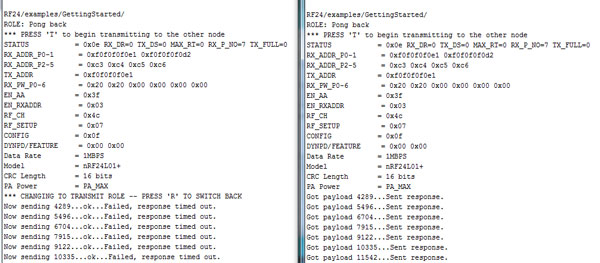 RF24/examples/GettingStarted/
ROLE: Pong back
*** PRESS 'T' to begin transmitting to the other node
STATUS = 0x0e RX_DR=0 TX_DS=0 MAX_RT=0 RX_P_NO=7 TX_FULL=0
RX_ADDR_P0-1 = 0xf0f0f0f0e1 0xf0f0f0f0d2
RX_ADDR_P2-5 = 0xc3 0xc4 0xc5 0xc6
TX_ADDR = 0xf0f0f0f0e1
RX_PW_P0-6 = 0x20 0x20 0x00 0x00 0x00 0x00
EN_AA = 0x3f
EN_RXADDR = 0x03
RF_CH = 0x4c
RF_SETUP = 0x07
CONFIG = 0x0f
DYNPD/FEATURE = 0x00 0x00
Data Rate = 1MBPS
Model = nRF24L01+
CRC Length = 16 bits
PA Power = PA_MAX
*** CHANGING TO TRANSMIT ROLE -- PRESS 'R' TO SWITCH BACK
Now sending 4289...ok...Failed, response timed out.
Now sending 5496...ok...Failed, response timed out.
Now sending 6704...ok...Failed, response timed out.
Now sending 7915...ok...Failed, response timed out.
Now sending 9122...ok...Failed, response timed out.
Now sending 10335...ok...Failed, response timed out.
RF24/examples/GettingStarted/
ROLE: Pong back
*** PRESS 'T' to begin transmitting to the other node
STATUS = 0x0e RX_DR=0 TX_DS=0 MAX_RT=0 RX_P_NO=7 TX_FULL=0
RX_ADDR_P0-1 = 0xf0f0f0f0e1 0xf0f0f0f0d2
RX_ADDR_P2-5 = 0xc3 0xc4 0xc5 0xc6
TX_ADDR = 0xf0f0f0f0e1
RX_PW_P0-6 = 0x20 0x20 0x00 0x00 0x00 0x00
EN_AA = 0x3f
EN_RXADDR = 0x03
RF_CH = 0x4c
RF_SETUP = 0x07
CONFIG = 0x0f
DYNPD/FEATURE = 0x00 0x00
Data Rate = 1MBPS
Model = nRF24L01+
CRC Length = 16 bits
PA Power = PA_MAX
Got payload 4289...Sent response.
Got payload 5496...Sent response.
Got payload 6704...Sent response.
Got payload 7915...Sent response.
Got payload 9122...Sent response.
Got payload 10335...Sent response.
Got payload 11542...Sent response.